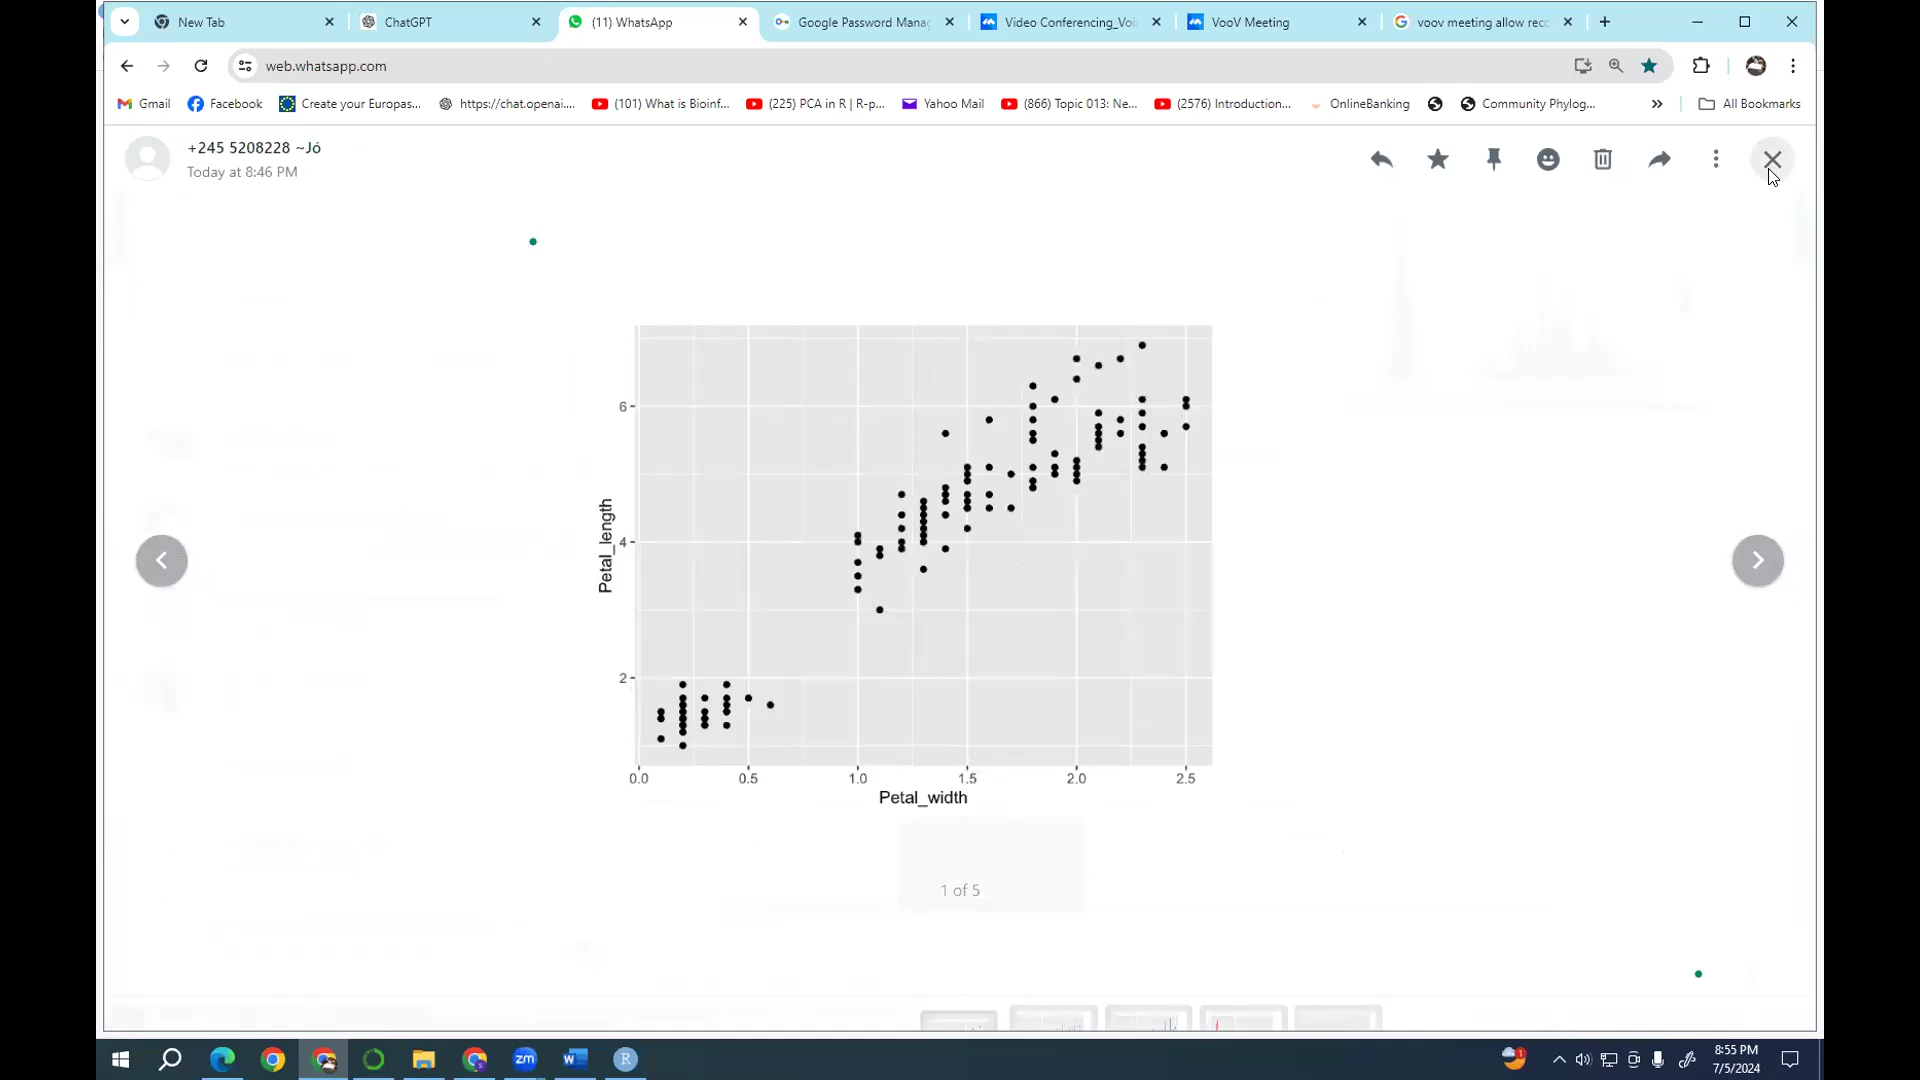 New Tab
ChatGPT
(11) WhatsApp
Google Password Mana
Video Conferencing_Voi
VooV Meeting
voov meeting allow rec
web.whatsapp.com
Gmail
Facebook
Create your Europas...
https://chat.openai....
(101) What is Bioinf...
(225) PCA in R | R-p...
Yahoo Mail
(866) Topic 013: Ne...
(2576) Introduction...
OnlineBanking
Community Phylog...
All Bookmarks
+245 5208228 ~Jó
Today at 8:46 PM
6
4
2
Petal_length
0.0 0.5 1.0 1.5 2.0 2.5
Petal_width
1 of 5
zm
W
R
1
8:55 PM
7/5/2024